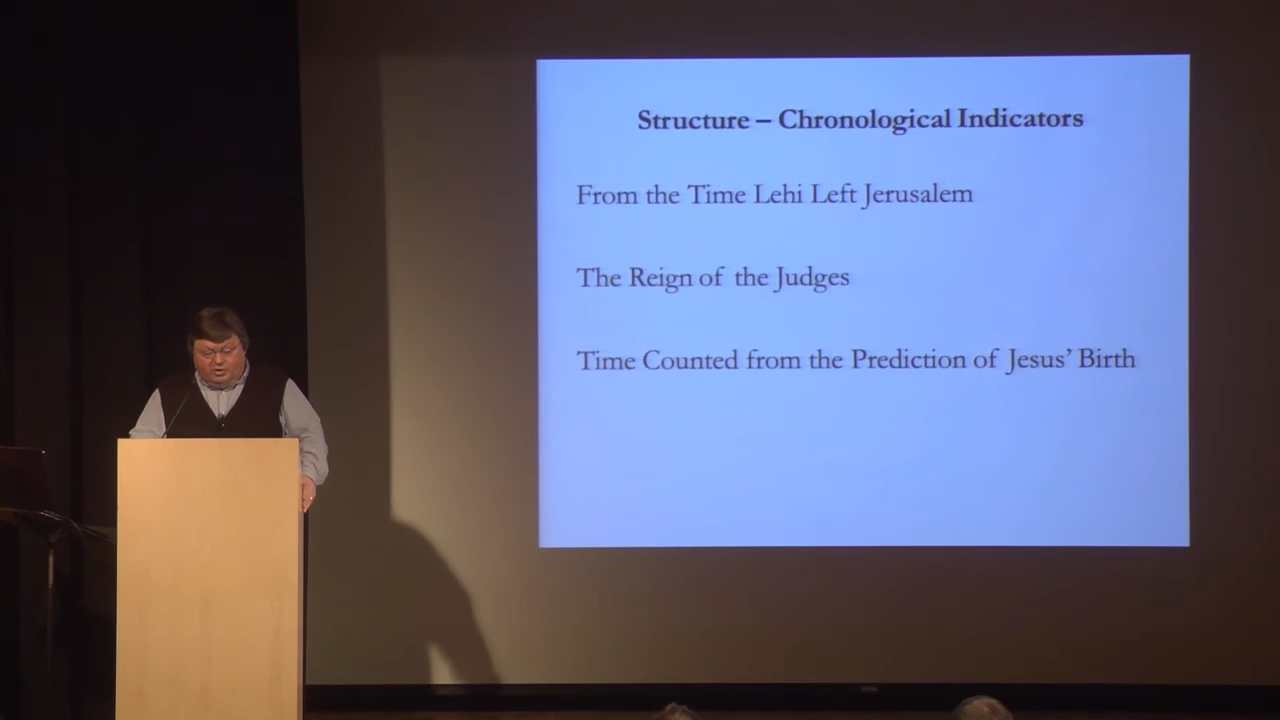 Structure – Chronological Indicators
From the Time Lehi Left Jerusalem
The Reign of the Judges
Time Counted from the Prediction of Jesus’ Birth